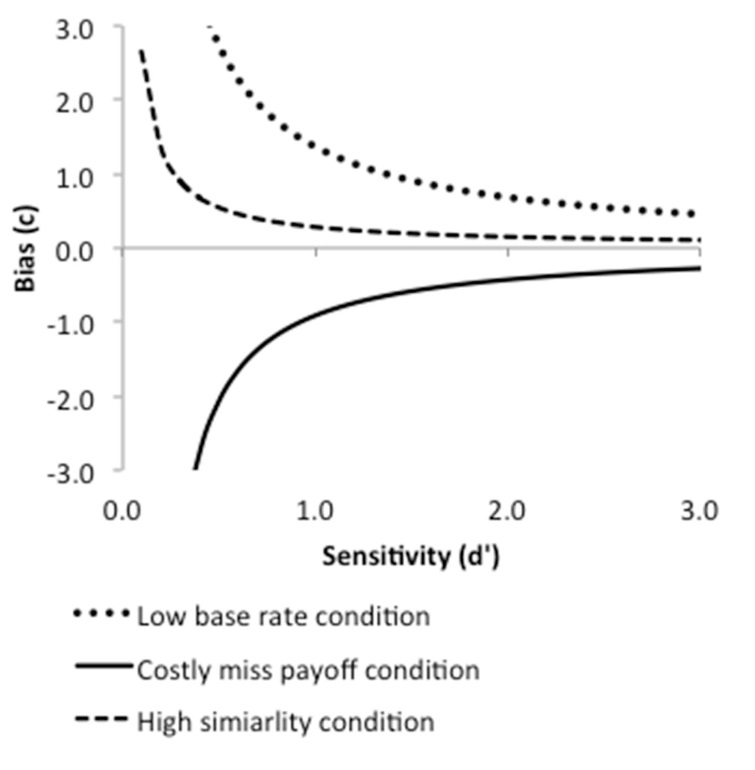 3.0
2.0
1.0
0.0
-1.0
-2.0
-3.0
Bias (c)
0.0 1.0 2.0 3.0
Sensitivity (d')
Low base rate condition
Costly miss payoff condition
High simiarlity condition